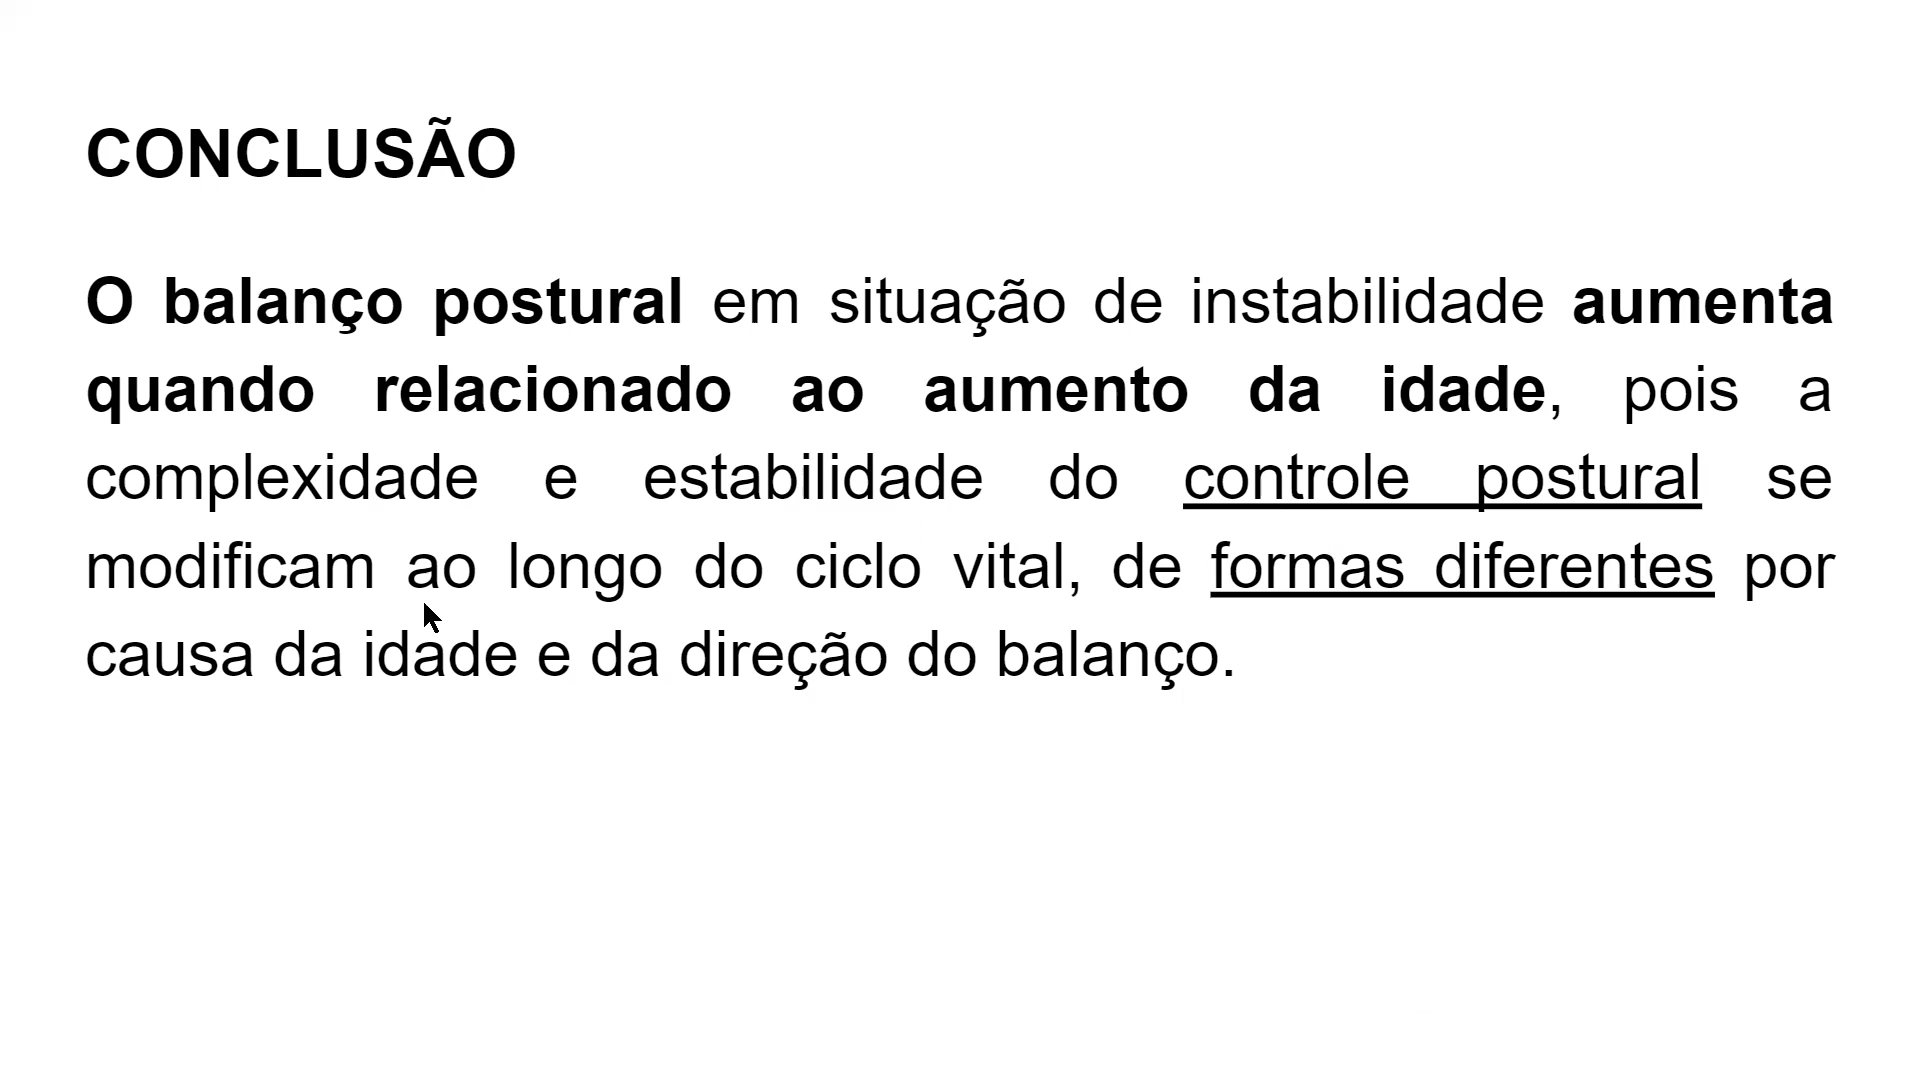 CONCLUSÃO
O balanço postural em situação de instabilidade aumenta
quando relacionado ao aumento da idade, pois a
complexidade e estabilidade do controle postural se
modificam ao longo do ciclo vital, de formas diferentes por
causa da idade e da direção do balanço.